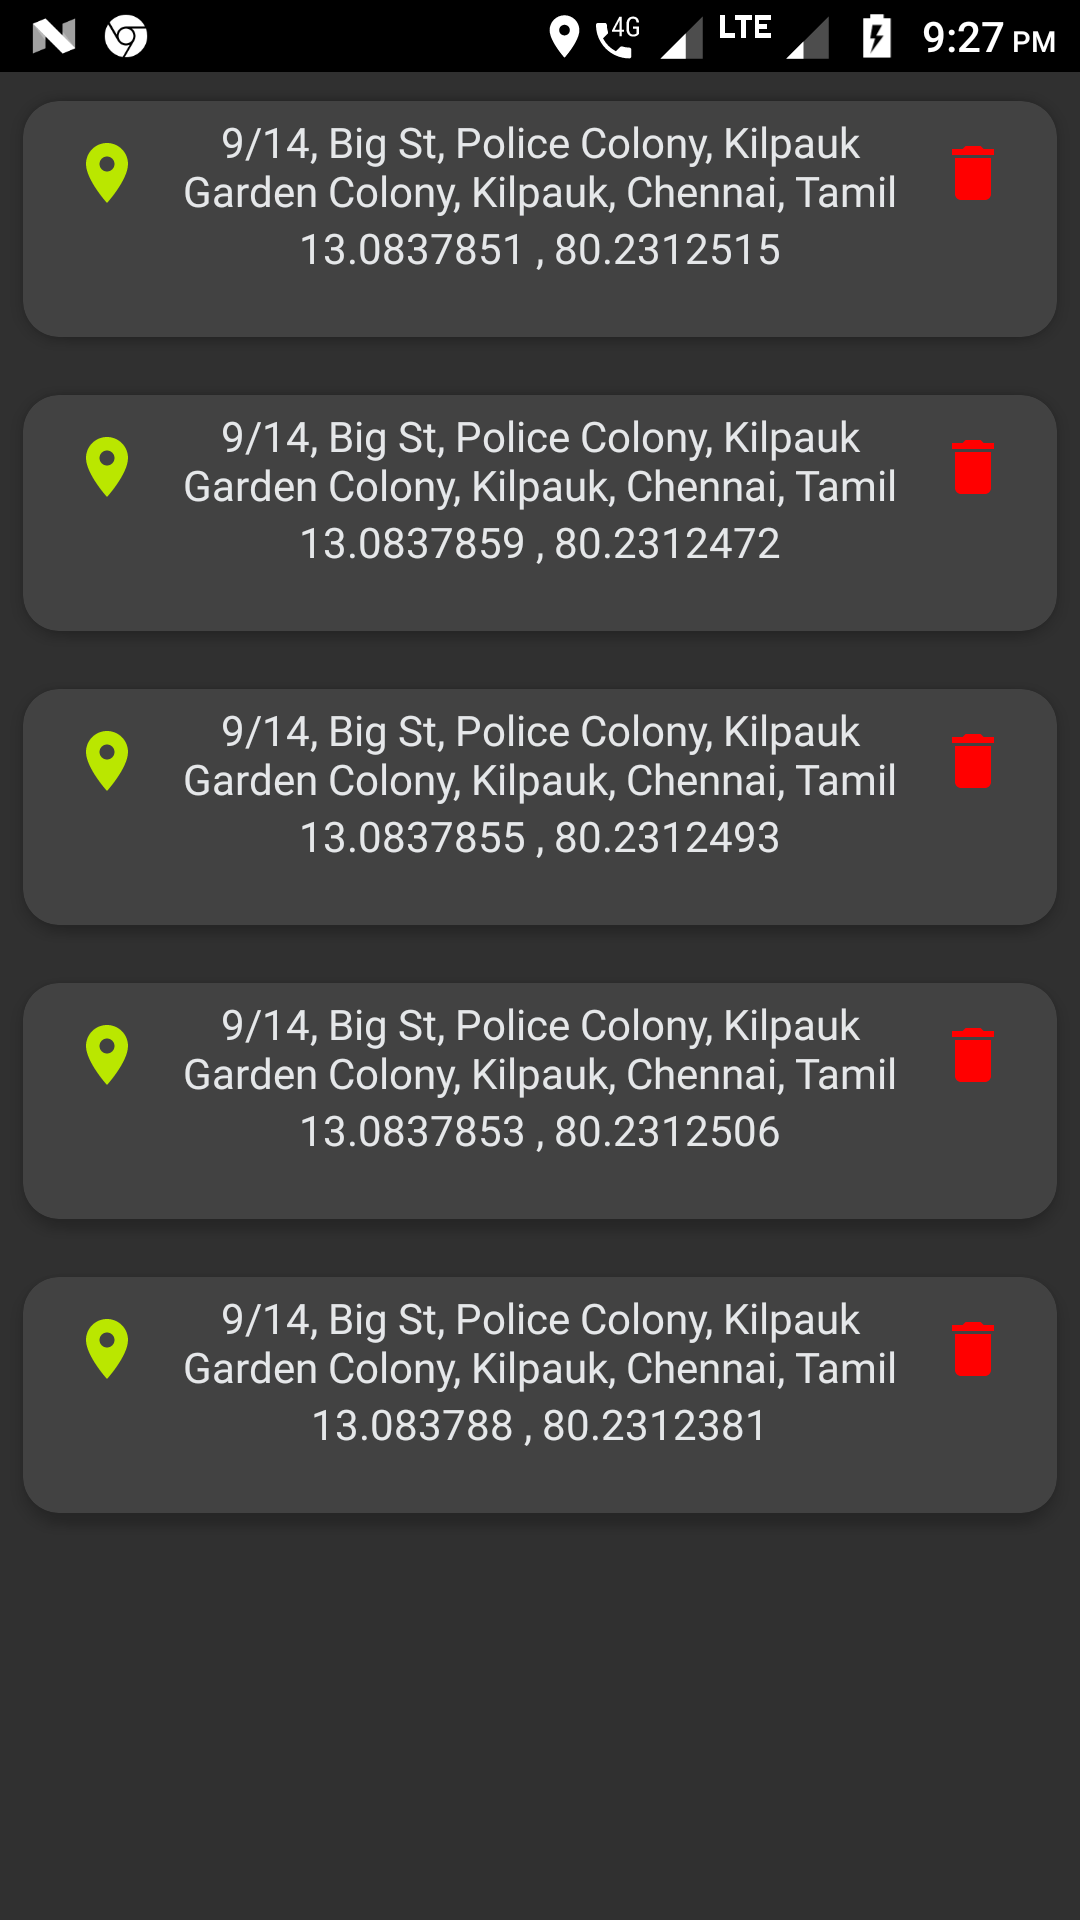 4G LTE 9:27 PM
9/14, Big St, Police Colony, Kilpauk
Garden Colony, Kilpauk, Chennai, Tamil
13.0837851 , 80.2312515
9/14, Big St, Police Colony, Kilpauk
Garden Colony, Kilpauk, Chennai, Tamil
13.0837859 , 80.2312472
9/14, Big St, Police Colony, Kilpauk
Garden Colony, Kilpauk, Chennai, Tamil
13.0837855 , 80.2312493
9/14, Big St, Police Colony, Kilpauk
Garden Colony, Kilpauk, Chennai, Tamil
13.0837853 , 80.2312506
9/14, Big St, Police Colony, Kilpauk
Garden Colony, Kilpauk, Chennai, Tamil
13.083788 , 80.2312381